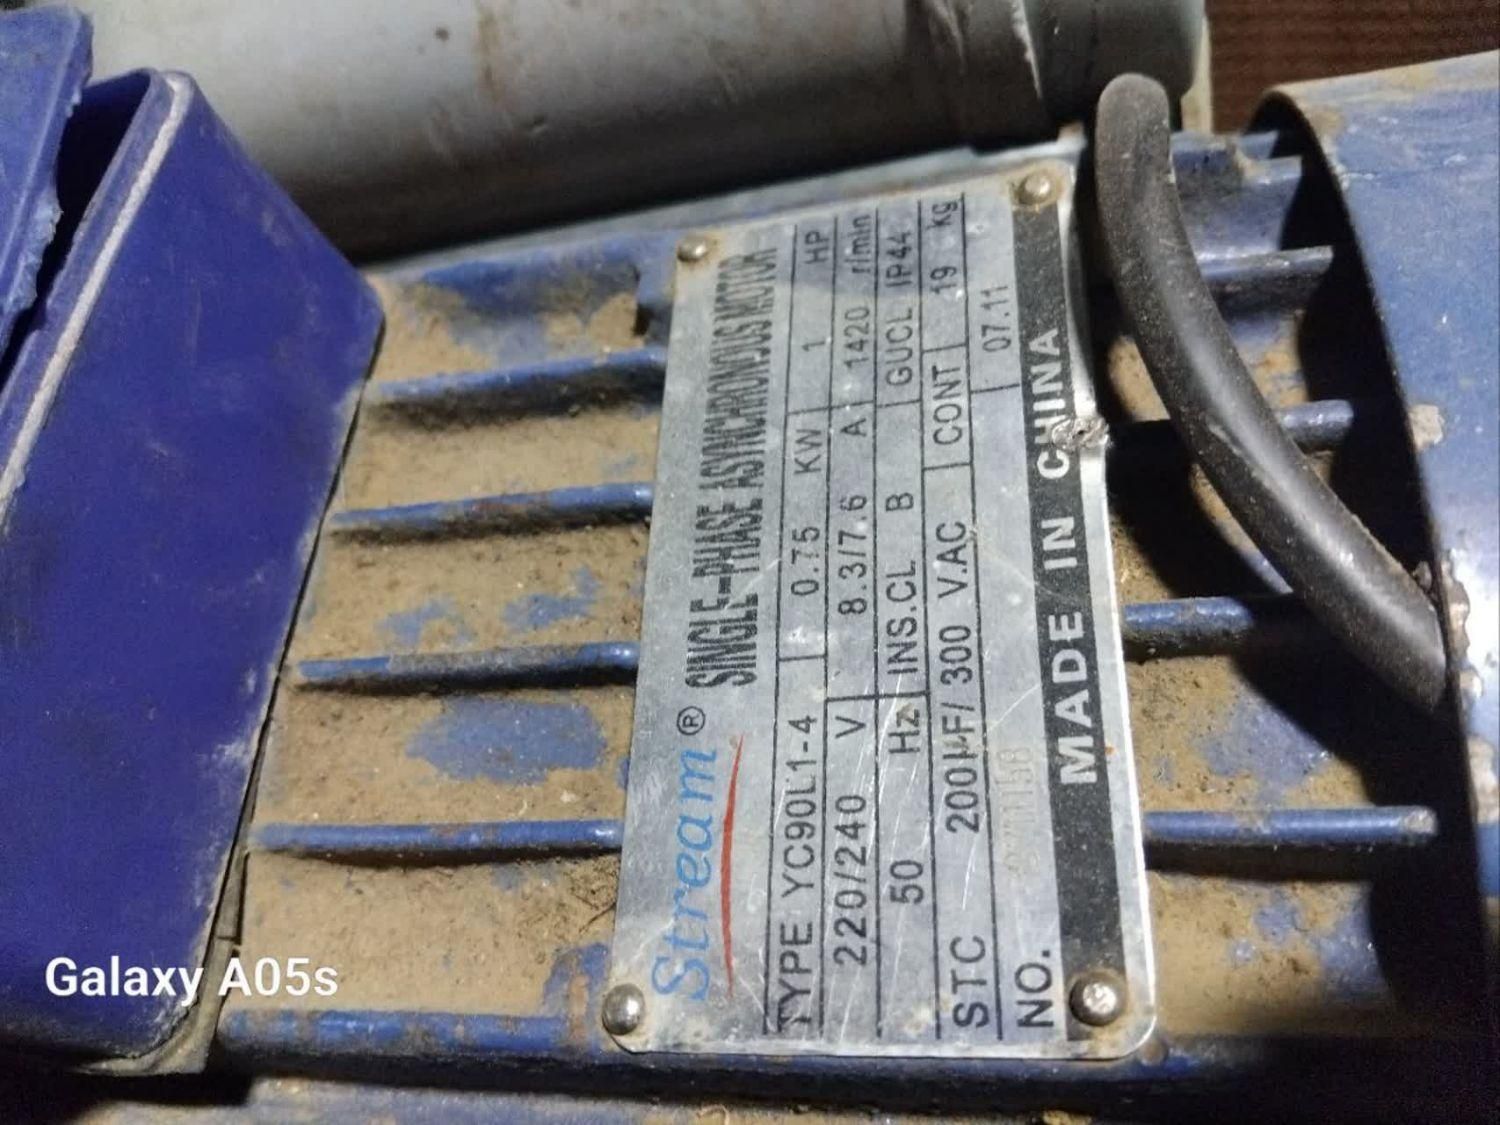 Stream® SINGLE-PHASE ASYNCHRONOUS MOTOR
TYPE YC90L1-4 0.75 KW 1 HP
220/240 V 8.3/7.6 A 1420 r/min
50 Hz INS.CL B GUCL IP44
STC 200μF/ 300 V.AC CONT 19 kg
NO. 07.11
MADE IN CHINA
Galaxy A05s